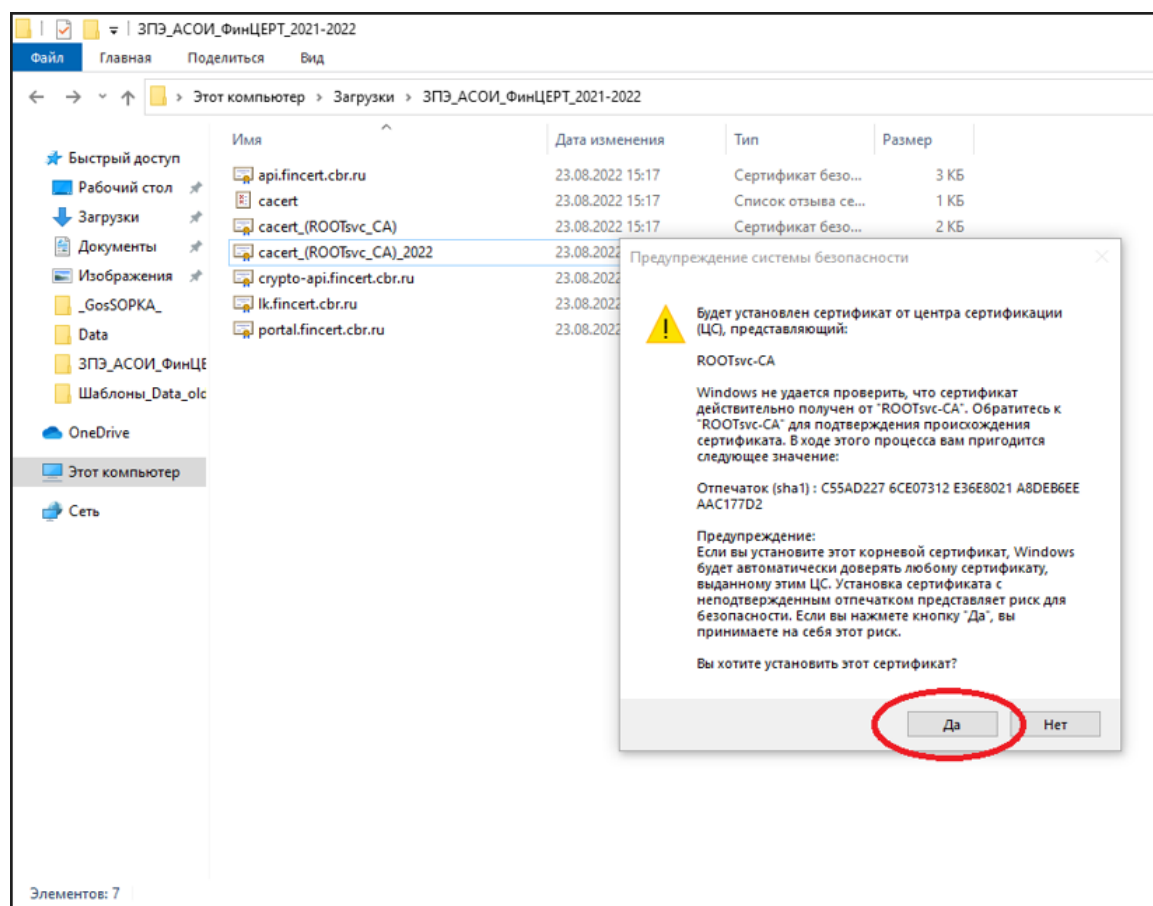 ЗПЭ_АСОИ_ФинЦЕРТ_2021-2022
Файл Главная Поделиться Вид
Этот компьютер › Загрузки › ЗПЭ_АСОИ_ФинЦЕРТ_2021-2022
Имя Дата изменения Тип Размер
Быстрый доступ
Рабочий стол
Загрузки
Документы
Изображения
_GosSOPKA_
Data
ЗПЭ_АСОИ_ФинЦЕ
Шаблоны_Data_olc
OneDrive
Этот компьютер
Сеть
api.fincert.cbr.ru 23.08.2022 15:17 Сертификат безо... 3 КБ
cacert 23.08.2022 15:17 Список отзыва се... 1 КБ
cacert_(ROOTsvc_CA) 23.08.2022 15:17 Сертификат безо... 2 КБ
cacert_(ROOTsvc_CA)_2022 23.08.2022
crypto-api.fincert.cbr.ru 23.08.2022
lk.fincert.cbr.ru 23.08.2022
portal.fincert.cbr.ru 23.08.2022
Предупреждение системы безопасности
Будет установлен сертификат от центра сертификации
(ЦС), представляющий:
ROOTsvc-CA
Windows не удается проверить, что сертификат
действительно получен от "ROOTsvc-CA". Обратитесь к
"ROOTsvc-CA" для подтверждения происхождения
сертификата. В ходе этого процесса вам пригодится
следующее значение:
Отпечаток (sha1) : C55AD227 6CE07312 E36E8021 A8DEB6EE
AAC177D2
Предупреждение:
Если вы установите этот корневой сертификат, Windows
будет автоматически доверять любому сертификату,
выданному этим ЦС. Установка сертификата с
неподтвержденным отпечатком представляет риск для
безопасности. Если вы нажмете кнопку "Да", вы
принимаете на себя этот риск.
Вы хотите установить этот сертификат?
Да Нет
Элементов: 7